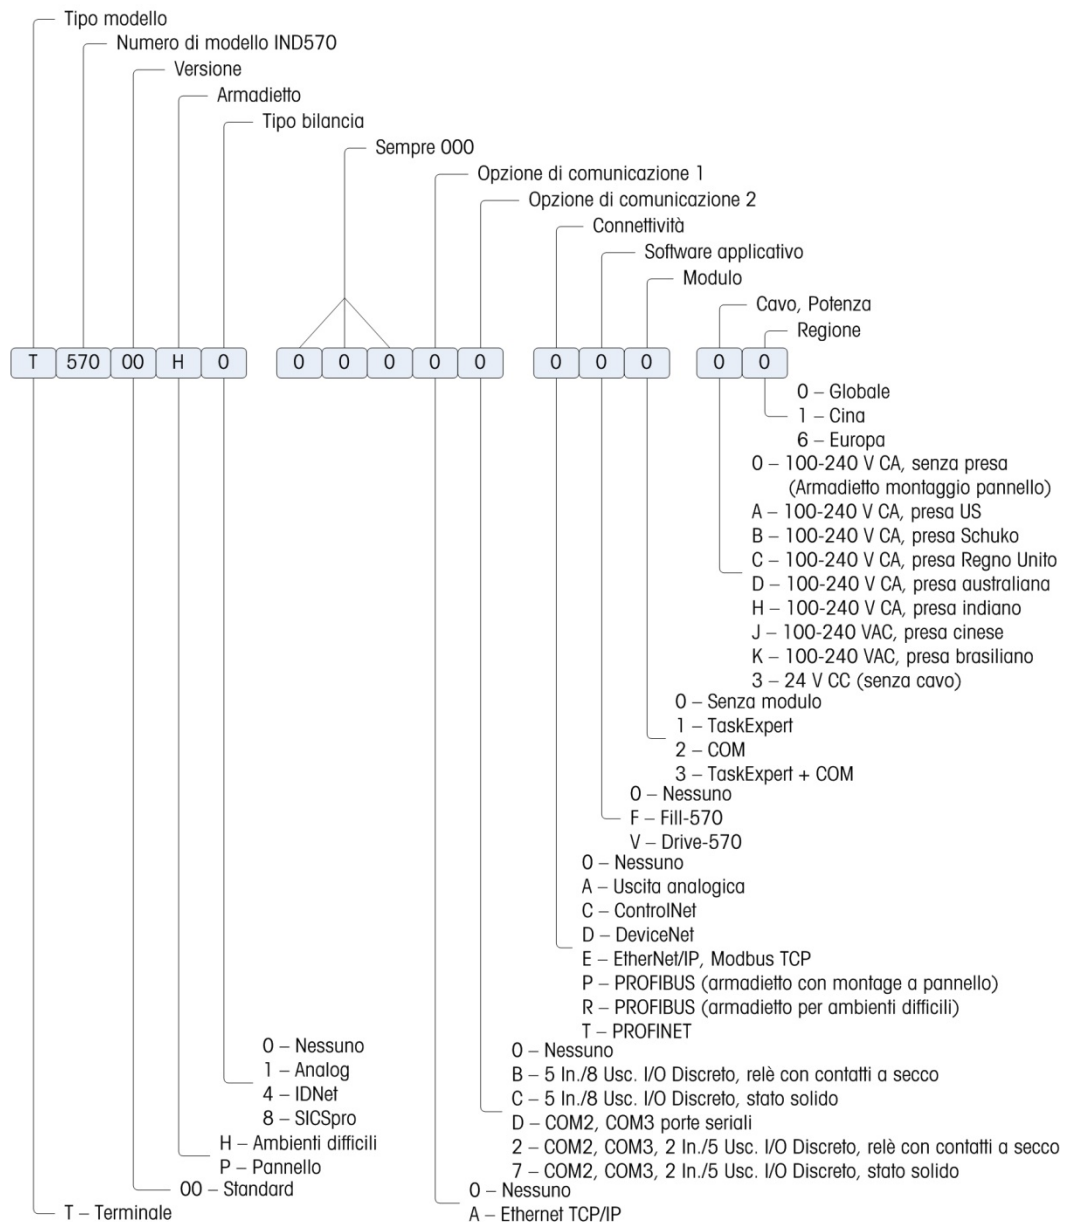 Tipo modello
Numero di modello IND570
Versione
Armadietto
Tipo bilancia
Sempre 000
Opzione di comunicazione 1
Opzione di comunicazione 2
Connettività
Software applicativo
Modulo
Cavo, Potenza
Regione
T 570 00 H 0 0 0 0 0 0 0 0 0 0 0
0 – Globale
1 – Cina
6 – Europa
0 – 100-240 V CA, senza presa
(Armadietto montaggio pannello)
A – 100-240 V CA, presa US
B – 100-240 V CA, presa Schuko
C – 100-240 V CA, presa Regno Unito
D – 100-240 V CA, presa australiana
H – 100-240 V CA, presa indiano
J – 100-240 VAC, presa cinese
K – 100-240 VAC, presa brasiliano
3 – 24 V CC (senza cavo)
0 – Senza modulo
1 – TaskExpert
2 – COM
3 – TaskExpert + COM
0 – Nessuno
F – Fill-570
V – Drive-570
0 – Nessuno
A – Uscita analogica
C – ControlNet
D – DeviceNet
E – EtherNet/IP, Modbus TCP
P – PROFIBUS (armadietto con montage a pannello)
R – PROFIBUS (armadietto per ambienti difficili)
T – PROFINET
0 – Nessuno
1 – Analog
4 – IDNet
8 – SICSpro
0 – Nessuno
B – 5 In./8 Usc. I/O Discreto, relè con contatti a secco
C – 5 In./8 Usc. I/O Discreto, stato solido
D – COM2, COM3 porte seriali
2 – COM2, COM3, 2 In./5 Usc. I/O Discreto, relè con contatti a secco
7 – COM2, COM3, 2 In./5 Usc. I/O Discreto, stato solido
H – Ambienti difficili
P – Pannello
00 – Standard
0 – Nessuno
A – Ethernet TCP/IP
T – Terminale